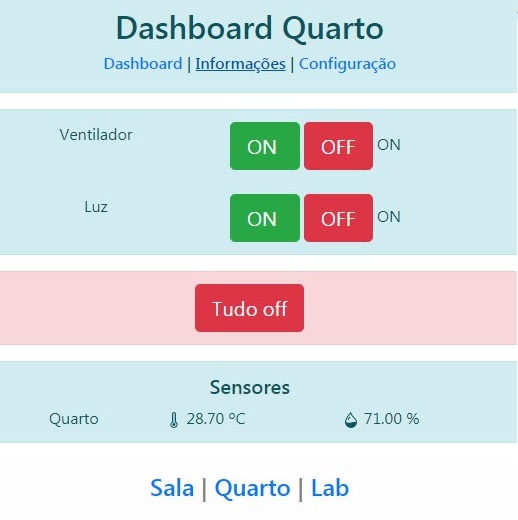 Dashboard Quarto
Dashboard | Informações | Configuração
Ventilador ON OFF ON
Luz ON OFF ON
Tudo off
Sensores
Quarto 28.70 ºC 71.00 %
Sala | Quarto | Lab